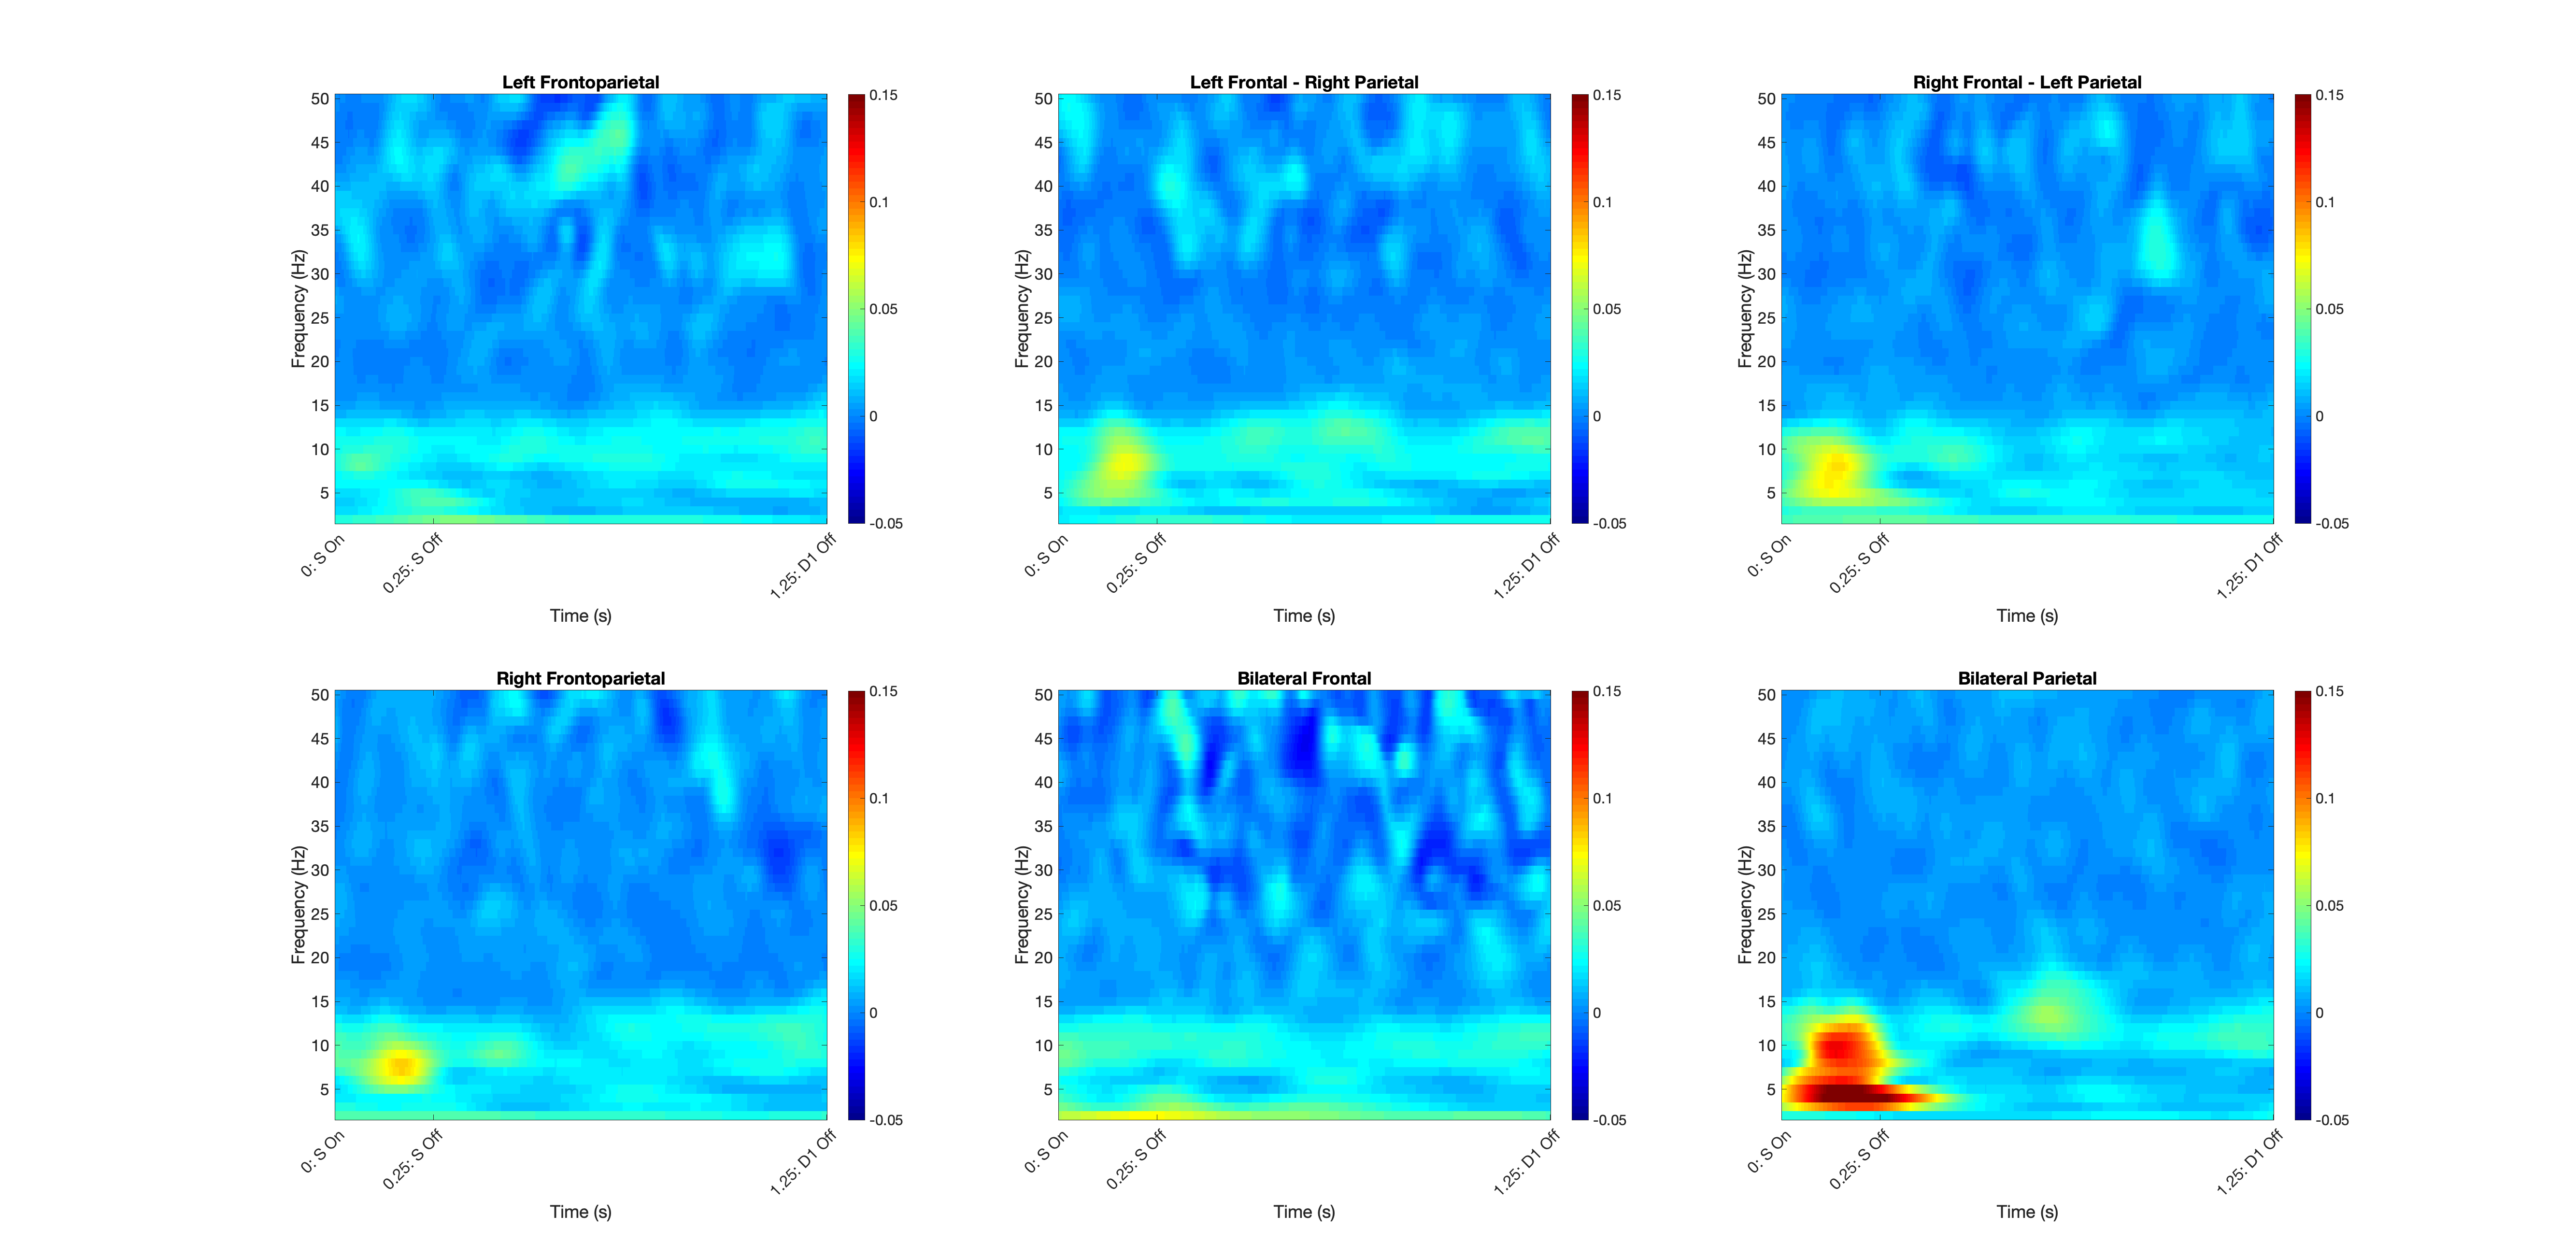 Left Frontoparietal
50
45
40
35
30
25
20
15
10
5
Frequency (Hz)
0: S On
0.25: S Off
1.25: D1 Off
Time (s)
0.15
0.1
0.05
0
-0.05
Left Frontal - Right Parietal
50
45
40
35
30
25
20
15
10
5
Frequency (Hz)
0: S On
0.25: S Off
1.25: D1 Off
Time (s)
0.15
0.1
0.05
0
-0.05
Right Frontal - Left Parietal
50
45
40
35
30
25
20
15
10
5
Frequency (Hz)
0: S On
0.25: S Off
1.25: D1 Off
Time (s)
0.15
0.1
0.05
0
-0.05
Right Frontoparietal
50
45
40
35
30
25
20
15
10
5
Frequency (Hz)
0: S On
0.25: S Off
1.25: D1 Off
Time (s)
0.15
0.1
0.05
0
-0.05
Bilateral Frontal
50
45
40
35
30
25
20
15
10
5
Frequency (Hz)
0: S On
0.25: S Off
1.25: D1 Off
Time (s)
0.15
0.1
0.05
0
-0.05
Bilateral Parietal
50
45
40
35
30
25
20
15
10
5
Frequency (Hz)
0: S On
0.25: S Off
1.25: D1 Off
Time (s)
0.15
0.1
0.05
0
-0.05